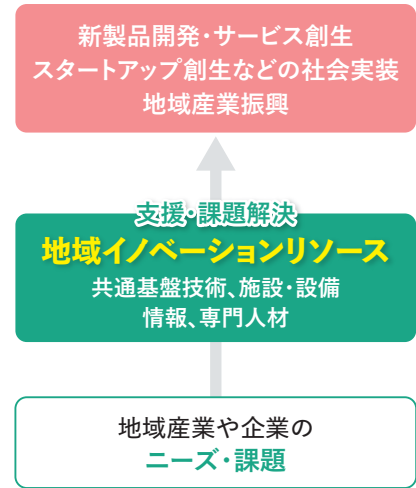 新製品開発・サービス創生
スタートアップ創生などの社会実装
地域産業振興
支援・課題解決
地域イノベーションリソース
共通基盤技術、施設・設備
情報、専門人材
地域産業や企業の
ニーズ・課題